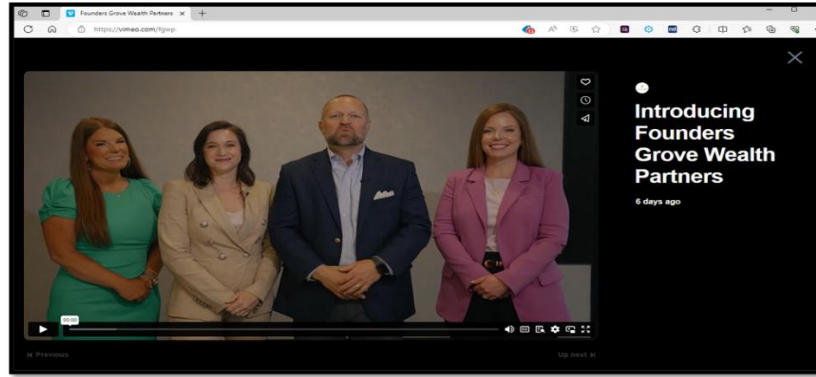 Founders Grove Wealth Partners
https://vimeo.com/fgwp
Introducing
Founders
Grove Wealth
Partners
6 days ago
00:00
Previous
Up next